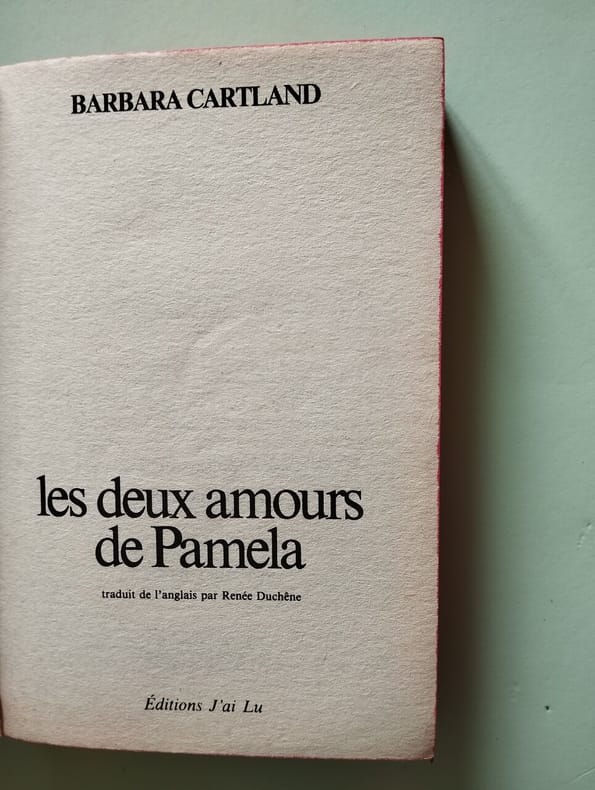 BARBARA CARTLAND
les deux amours
de Pamela
traduit de l'anglais par Renée Duchêne
Éditions J'ai Lu